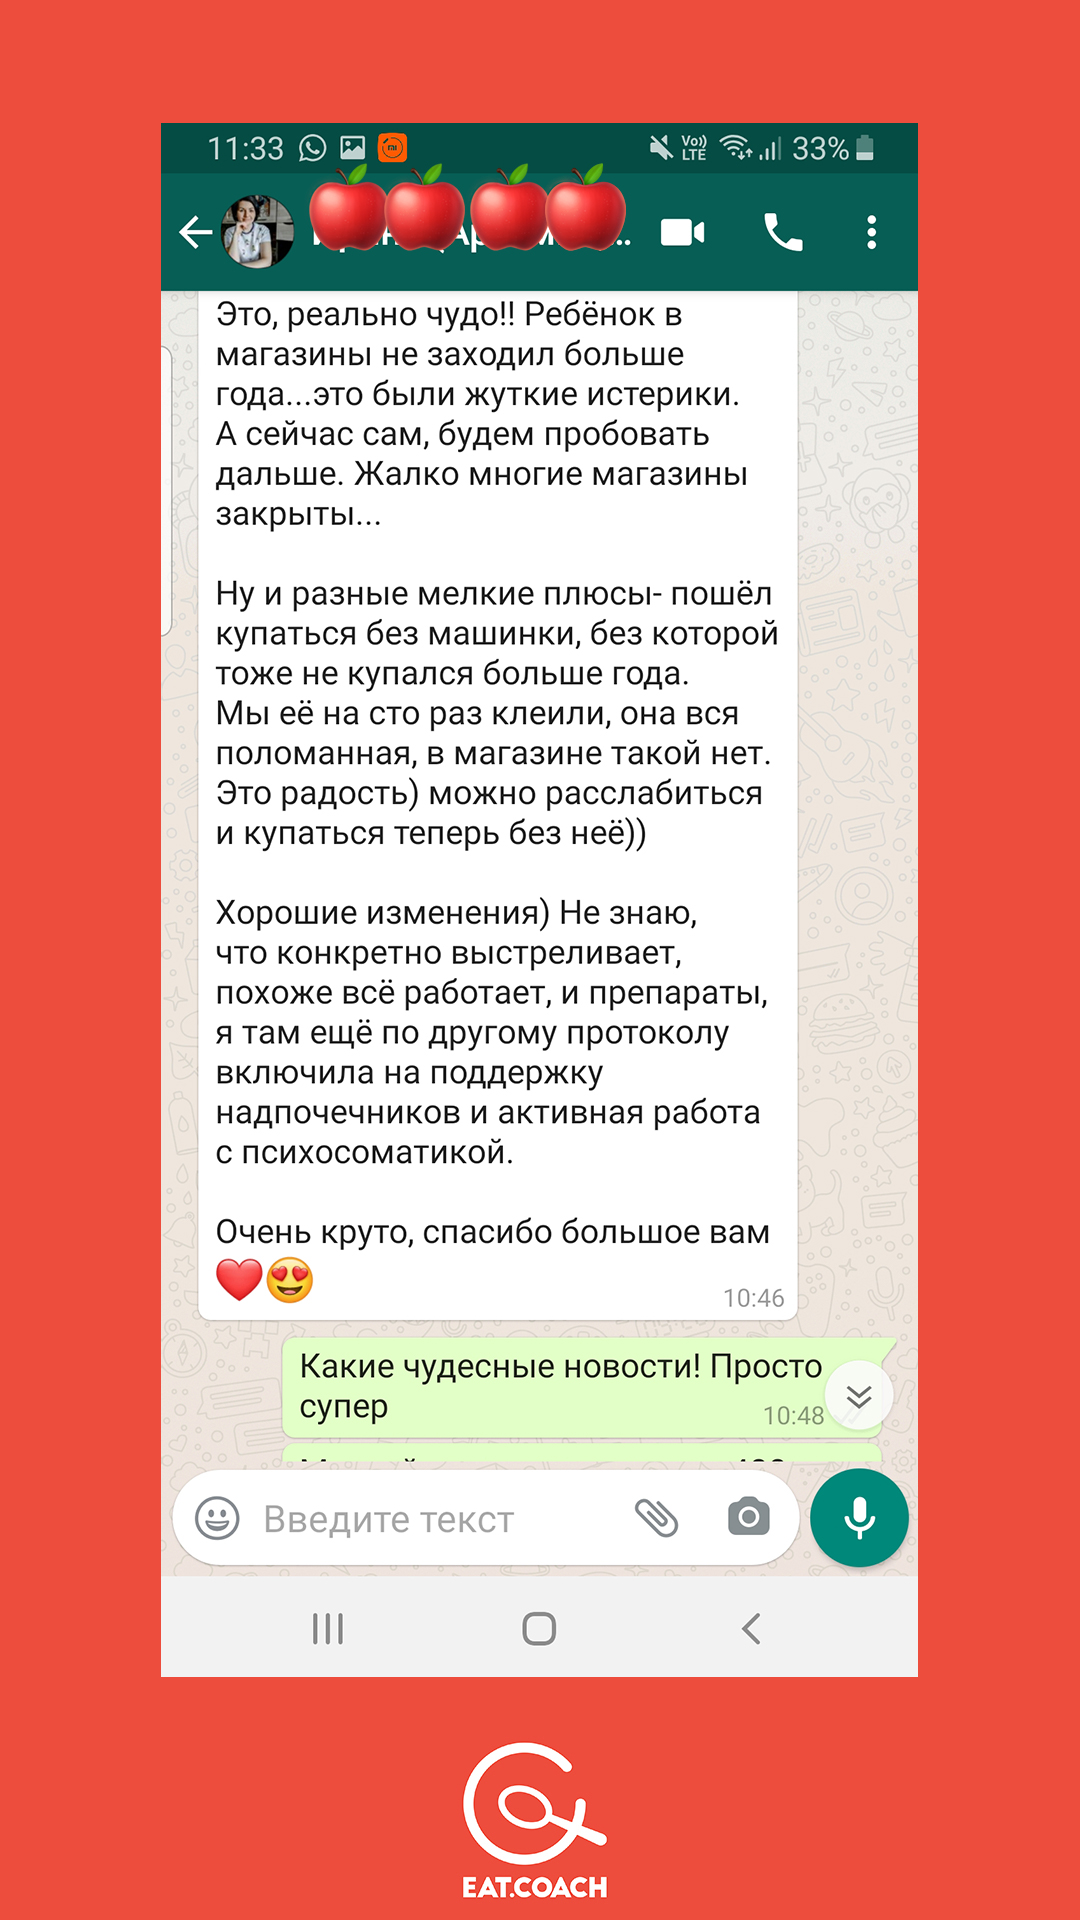 11:33
Vo))
LTE
33%
Это, реально чудо!! Ребёнок в
магазины не заходил больше
года...это были жуткие истерики.
А сейчас сам, будем пробовать
дальше. Жалко многие магазины
закрыты...
Ну и разные мелкие плюсы- пошёл
купаться без машинки, без которой
тоже не купался больше года.
Мы её на сто раз клеили, она вся
поломанная, в магазине такой нет.
Это радость) можно расслабиться
и купаться теперь без неё))
Хорошие изменения) Не знаю,
что конкретно выстреливает,
похоже всё работает, и препараты,
я там ещё по другому протоколу
включила на поддержку
надпочечников и активная работа
с психосоматикой.
Очень круто, спасибо большое вам
❤️😍
10:46
Какие чудесные новости! Просто
супер
10:48
Введите текст
EAT.COACH